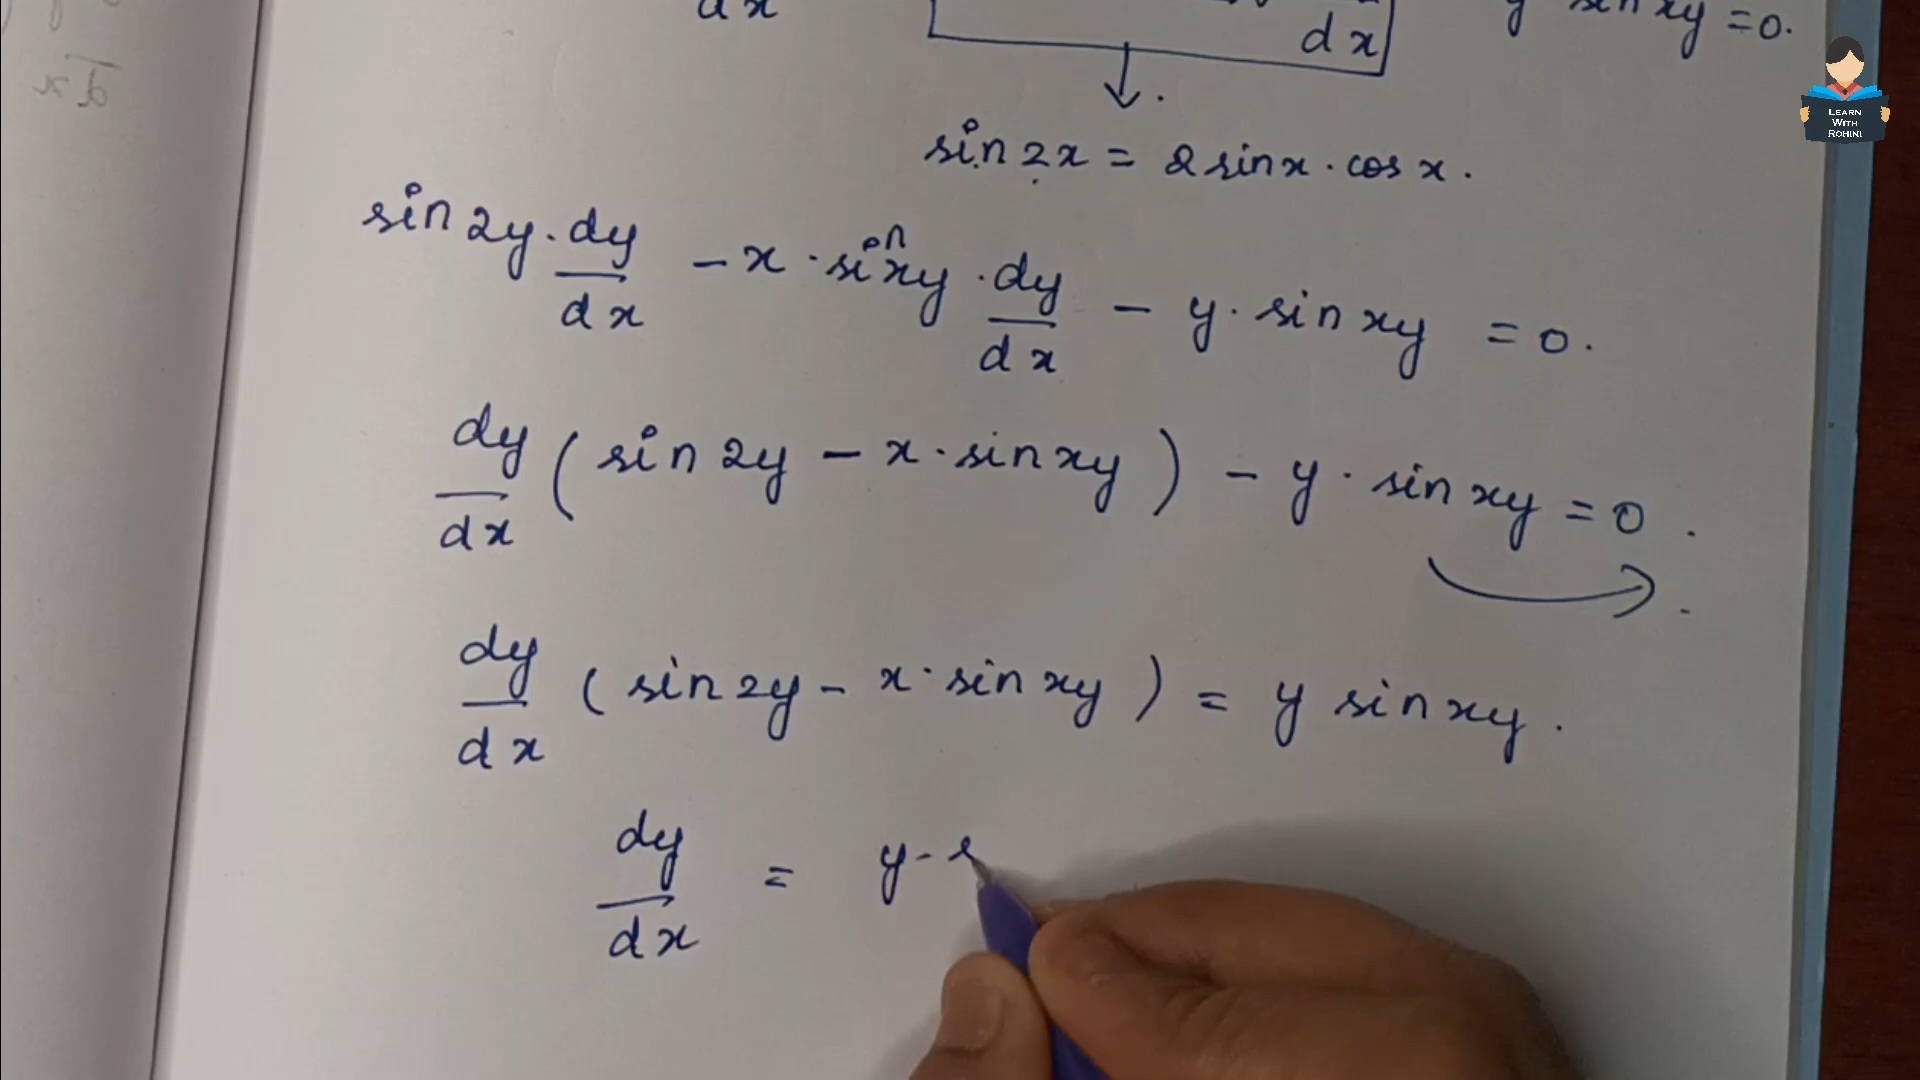 dx
dx
y sin xy = 0.
LEARN
WITH
ROHINI
sin 2x = 2 sin x . cos x .
sin 2y . dy/dx - x . sin xy . dy/dx - y . sin xy = 0 .
dy/dx ( sin 2y - x . sin xy ) - y . sin xy = 0 .
dy/dx ( sin 2y - x . sin xy ) = y sin xy .
dy/dx = y . s